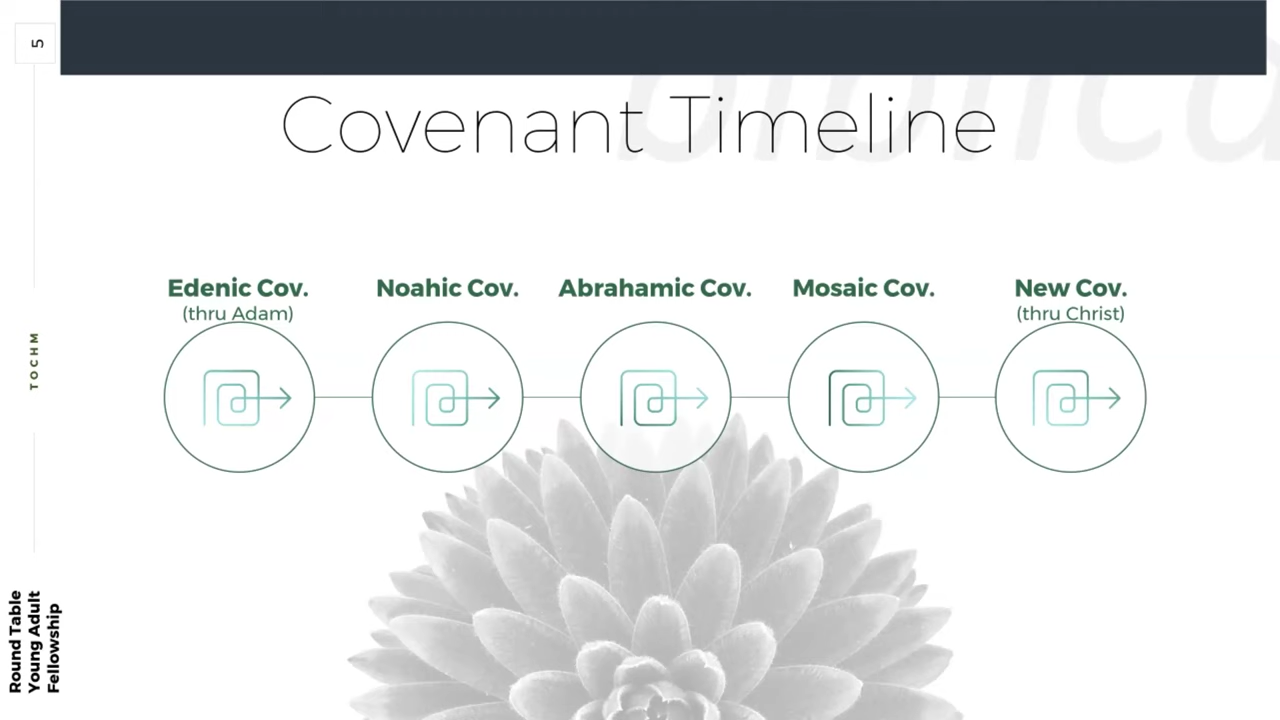 5
Covenant Timeline
Edenic Cov.
(thru Adam)
Noahic Cov.
Abrahamic Cov.
Mosaic Cov.
New Cov.
(thru Christ)
TOCHM
Round Table
Young Adult
Fellowship